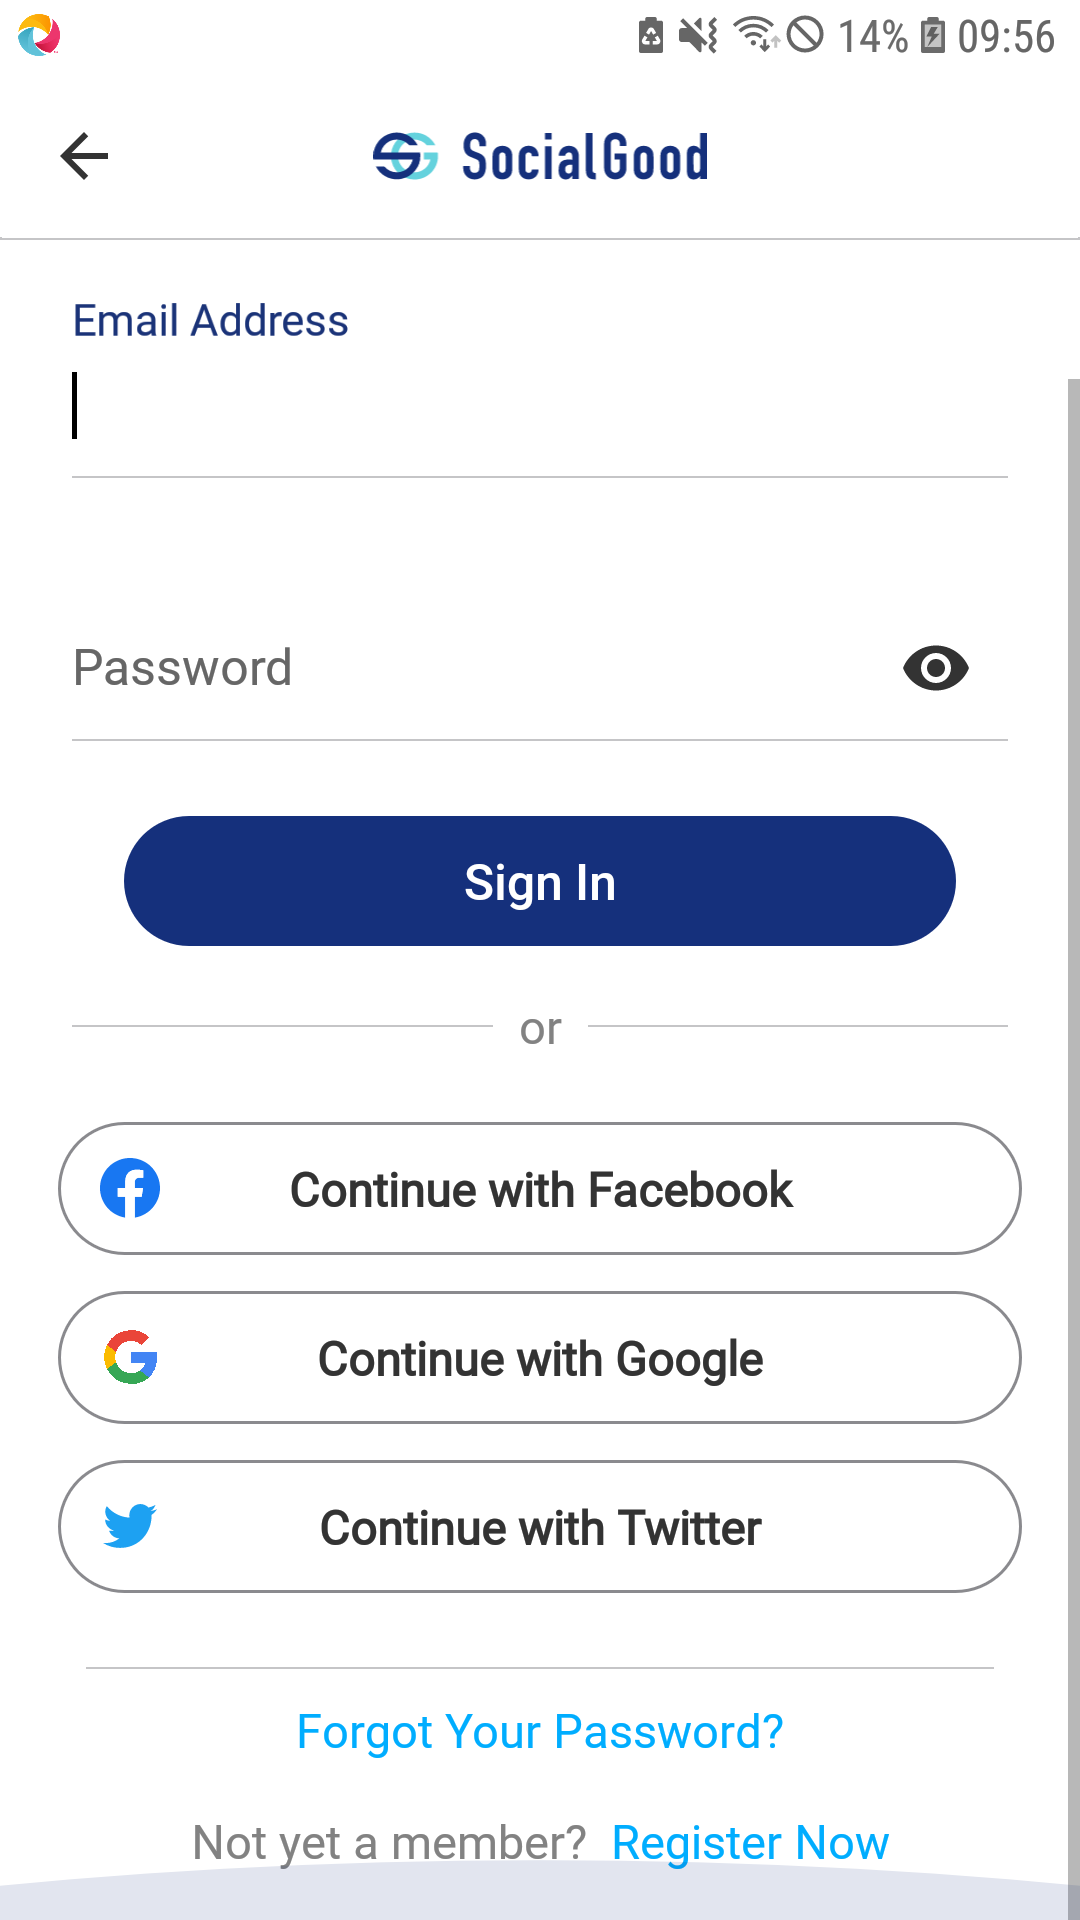 14% 09:56
SocialGood
Email Address
Password
Sign In
or
Continue with Facebook
Continue with Google
Continue with Twitter
Forgot Your Password?
Not yet a member? Register Now